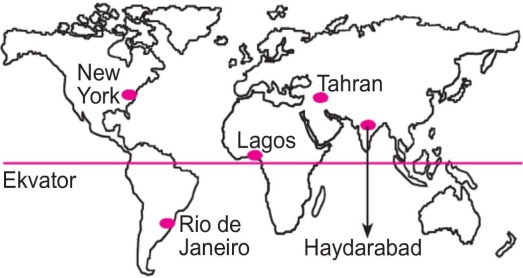 New
York
Tahran
Lagos
Ekvator
Rio de
Janeiro
Haydarabad